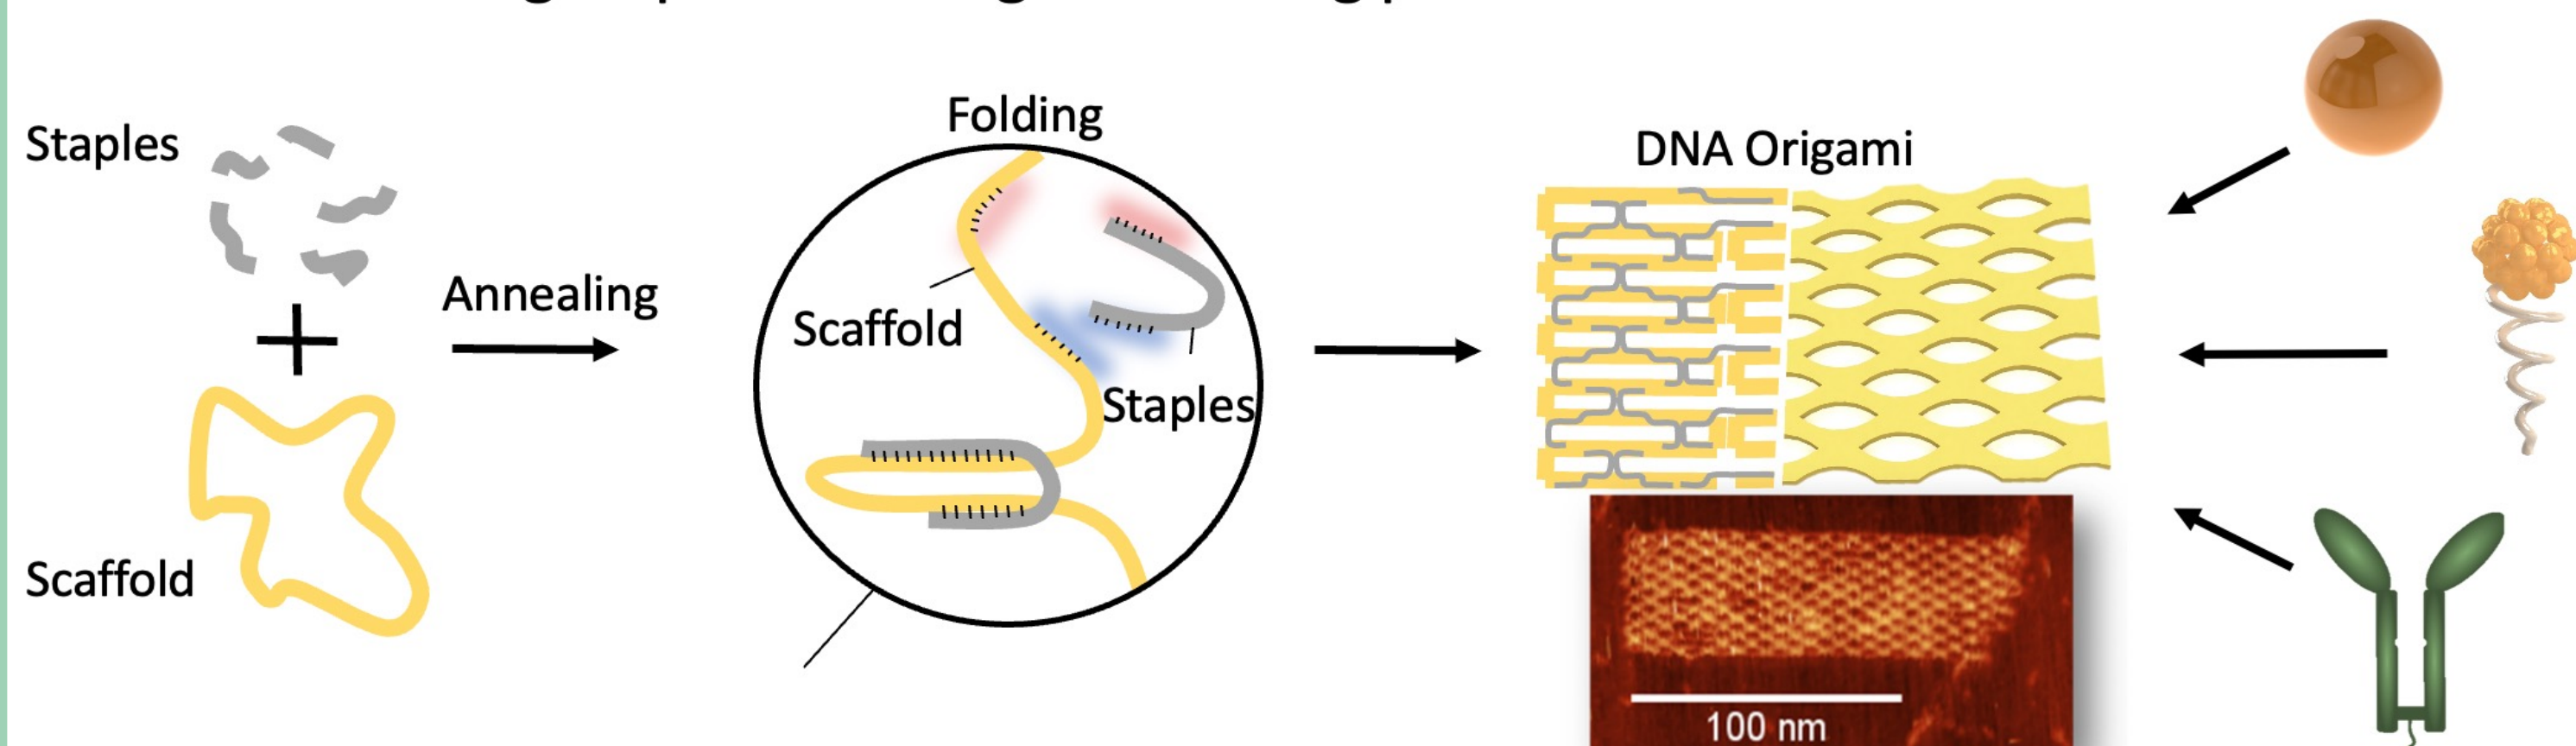 Staples
Scaffold
Annealing
Folding
Scaffold
Staples
DNA Origami
100 nm